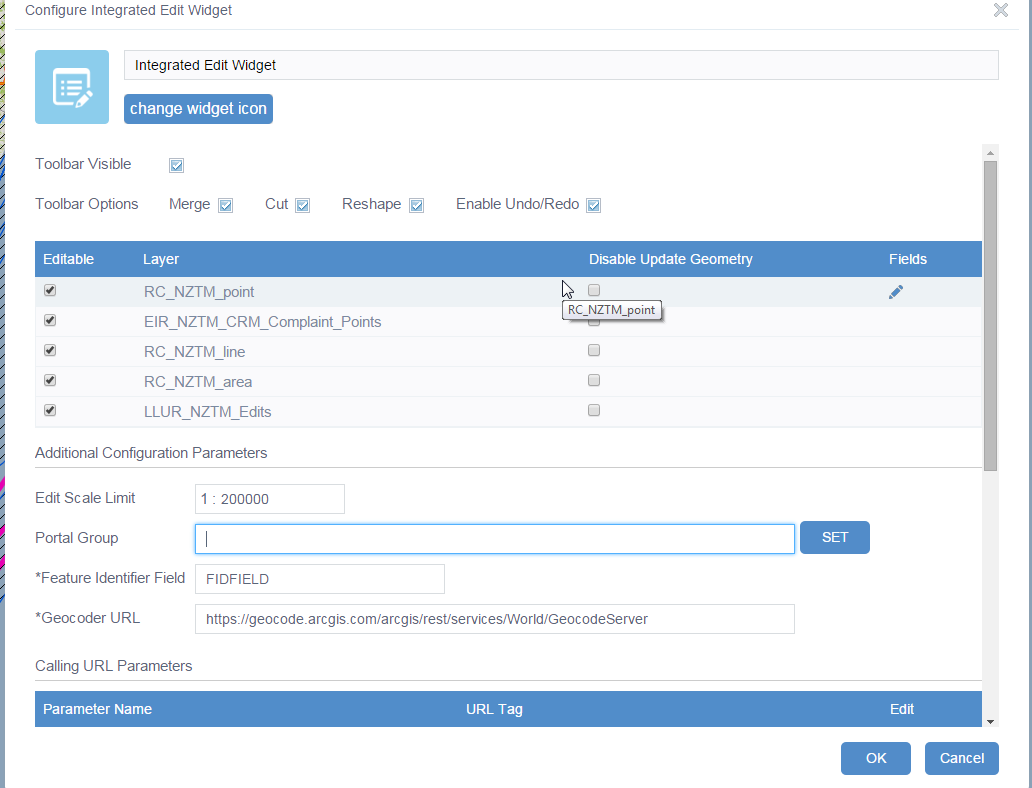 Configure Integrated Edit Widget
Integrated Edit Widget
change widget icon
Toolbar Visible
Toolbar Options Merge Cut Reshape Enable Undo/Redo
Editable Layer Disable Update Geometry Fields
RC_NZTM_point
RC_NZTM_point
EIR_NZTM_CRM_Complaint_Points
RC_NZTM_line
RC_NZTM_area
LLUR_NZTM_Edits
Additional Configuration Parameters
Edit Scale Limit 1 : 200000
Portal Group SET
*Feature Identifier Field FIDFIELD
*Geocoder URL https://geocode.arcgis.com/arcgis/rest/services/World/GeocodeServer
Calling URL Parameters
Parameter Name URL Tag Edit
OK Cancel